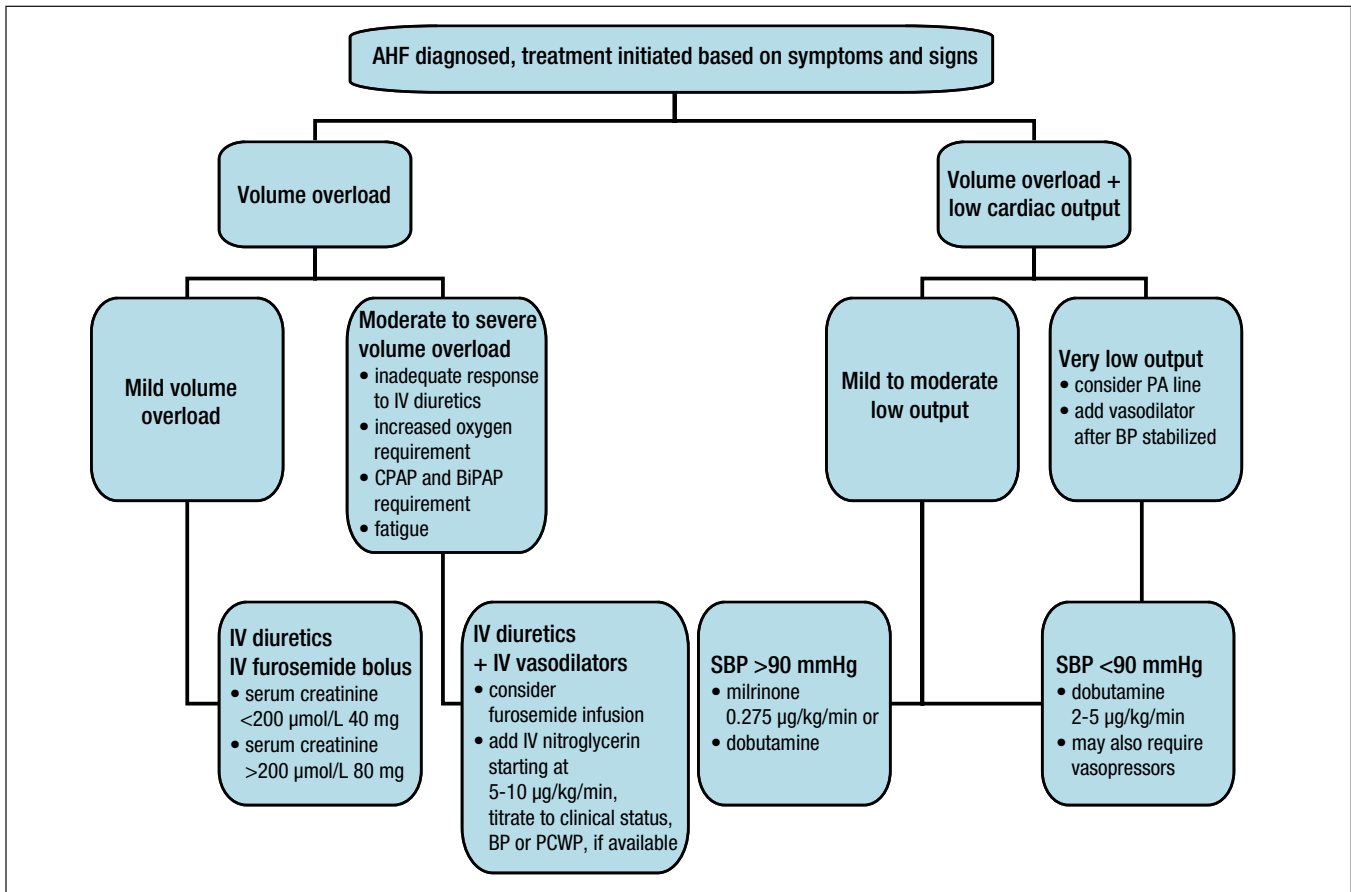 AHF diagnosed, treatment initiated based on symptoms and signs
Volume overload
Volume overload +
low cardiac output
Mild volume
overload
Moderate to severe
volume overload
• inadequate response
to IV diuretics
• increased oxygen
requirement
• CPAP and BiPAP
requirement
• fatigue
Mild to moderate
low output
Very low output
• consider PA line
• add vasodilator
after BP stabilized
IV diuretics
IV furosemide bolus
• serum creatinine
<200 µmol/L 40 mg
• serum creatinine
>200 µmol/L 80 mg
IV diuretics
+ IV vasodilators
• consider
furosemide infusion
• add IV nitroglycerin
starting at
5-10 µg/kg/min,
titrate to clinical status,
BP or PCWP, if available
SBP >90 mmHg
• milrinone
0.275 µg/kg/min or
• dobutamine
SBP <90 mmHg
• dobutamine
2-5 µg/kg/min
• may also require
vasopressors